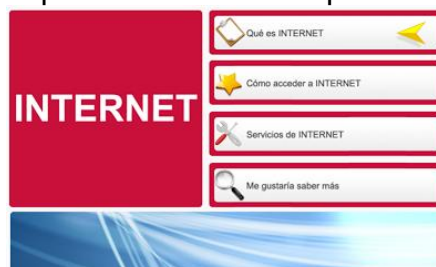 INTERNET
Qué es INTERNET
Cómo acceder a INTERNET
Servicios de INTERNET
Me gustaría saber más